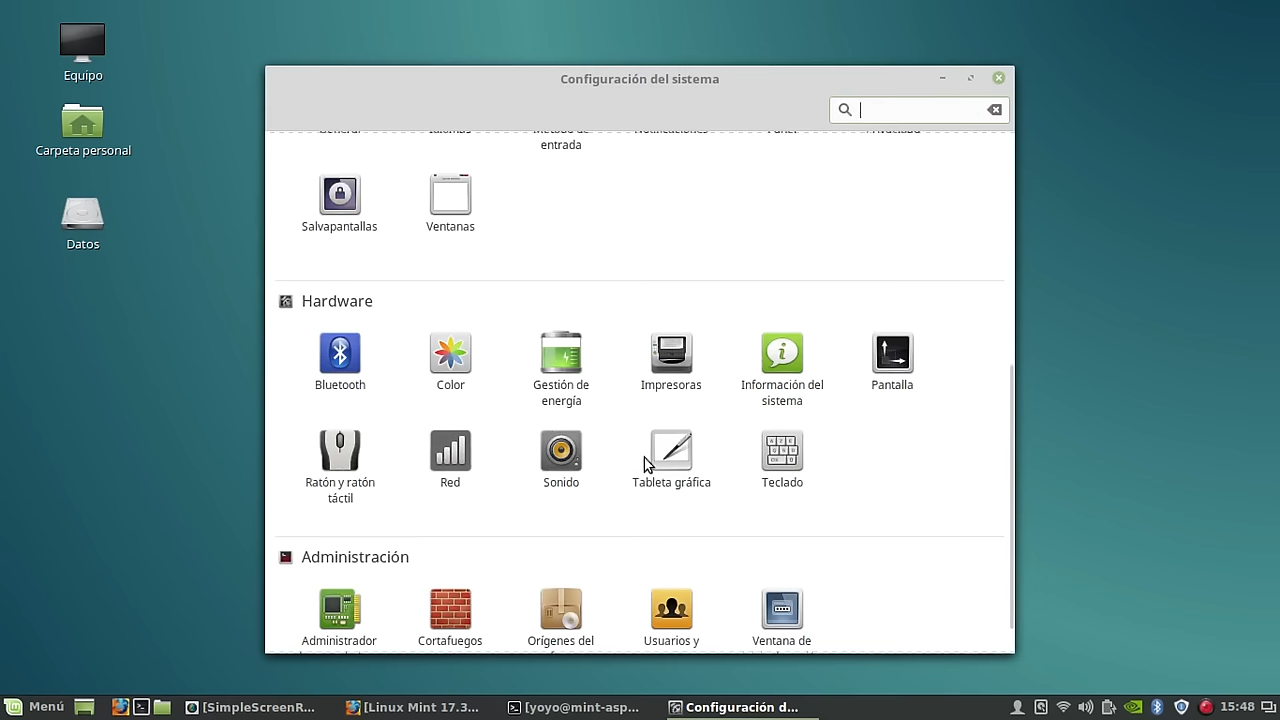 Equipo
Carpeta personal
Datos
Configuración del sistema
entrada
Salvapantallas
Ventanas
Hardware
Bluetooth
Color
Gestión de
energía
Impresoras
Información del
sistema
Pantalla
Ratón y ratón
táctil
Red
Sonido
Tableta gráfica
Teclado
Administración
Administrador
Cortafuegos
Orígenes del
Usuarios y
Ventana de
Menú
[SimpleScreenR...
[Linux Mint 17.3...
[yoyo@mint-asp...
Configuración d...
15:48